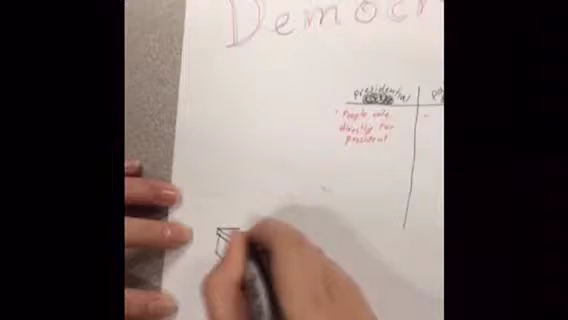 Democr
presidential p
• People vote
directly for
president